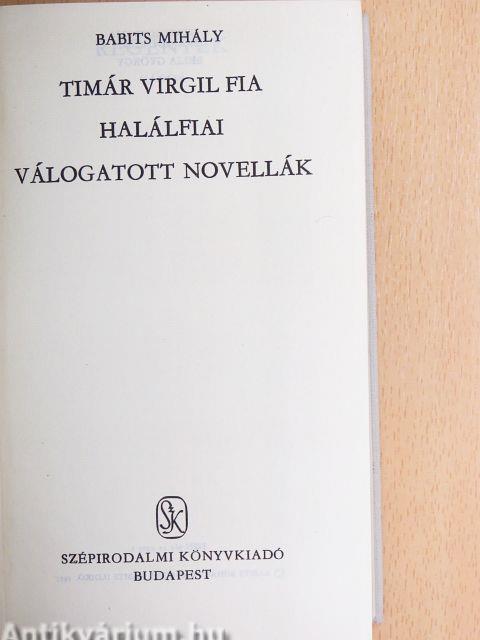 BABITS MIHÁLY
TIMÁR VIRGIL FIA
HALÁLFIAI
VÁLOGATOTT NOVELLÁK
SZK
SZÉPIRODALMI KÖNYVKIADÓ
BUDAPEST
Antikvárium.hu